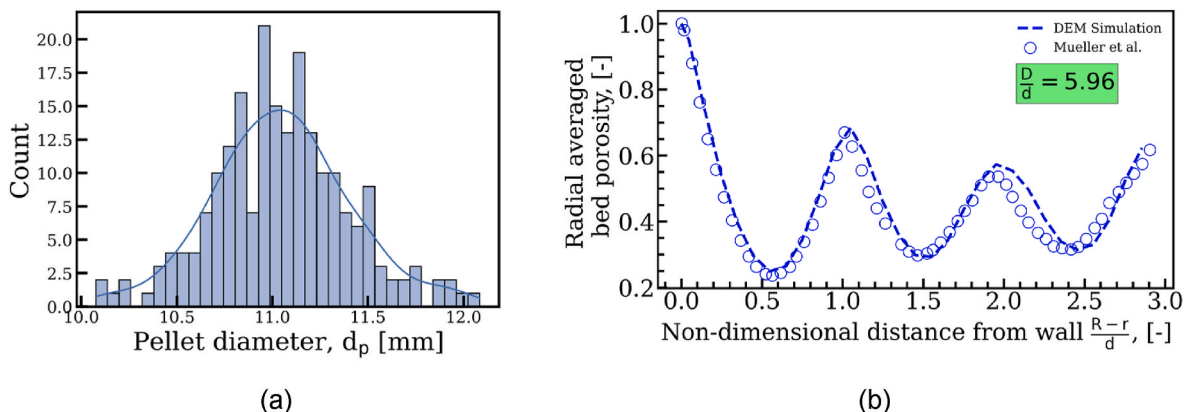 20.0
17.5
15.0
12.5
10.0
7.5
5.0
2.5
0.0
Count
10.0 10.5 11.0 11.5 12.0
Pellet diameter, dₚ [mm]
(a)
1.0
0.8
0.6
0.4
0.2
Radial averaged
bed porosity, [-]
DEM Simulation
Mueller et al.
D/d = 5.96
0.0 0.5 1.0 1.5 2.0 2.5 3.0
Non-dimensional distance from wall R−r/d, [-]
(b)